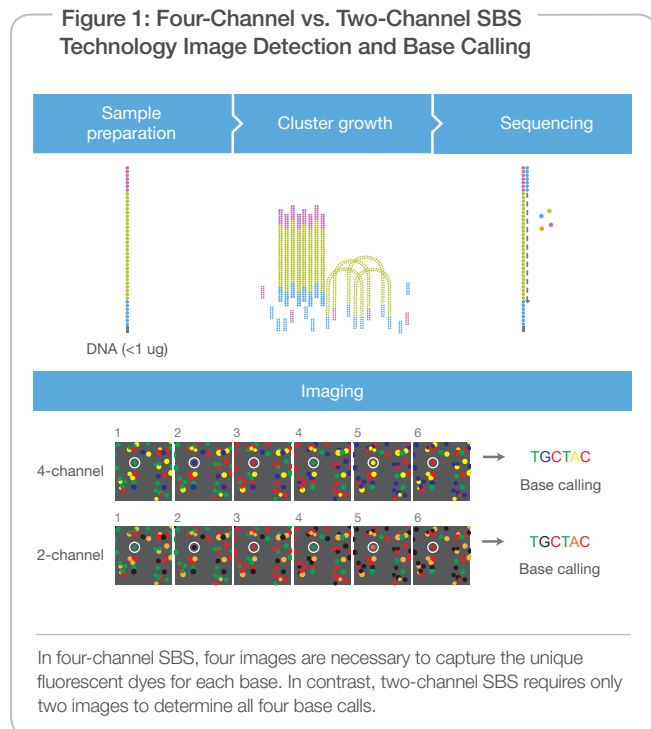 Figure 1: Four-Channel vs. Two-Channel SBS
Technology Image Detection and Base Calling
Sample
preparation
Cluster growth
Sequencing
DNA (<1 ug)
Imaging
1 2 3 4 5 6
4-channel
TGCTAC
Base calling
1 2 3 4 5 6
2-channel
TGCTAC
Base calling
In four-channel SBS, four images are necessary to capture the unique
fluorescent dyes for each base. In contrast, two-channel SBS requires only
two images to determine all four base calls.